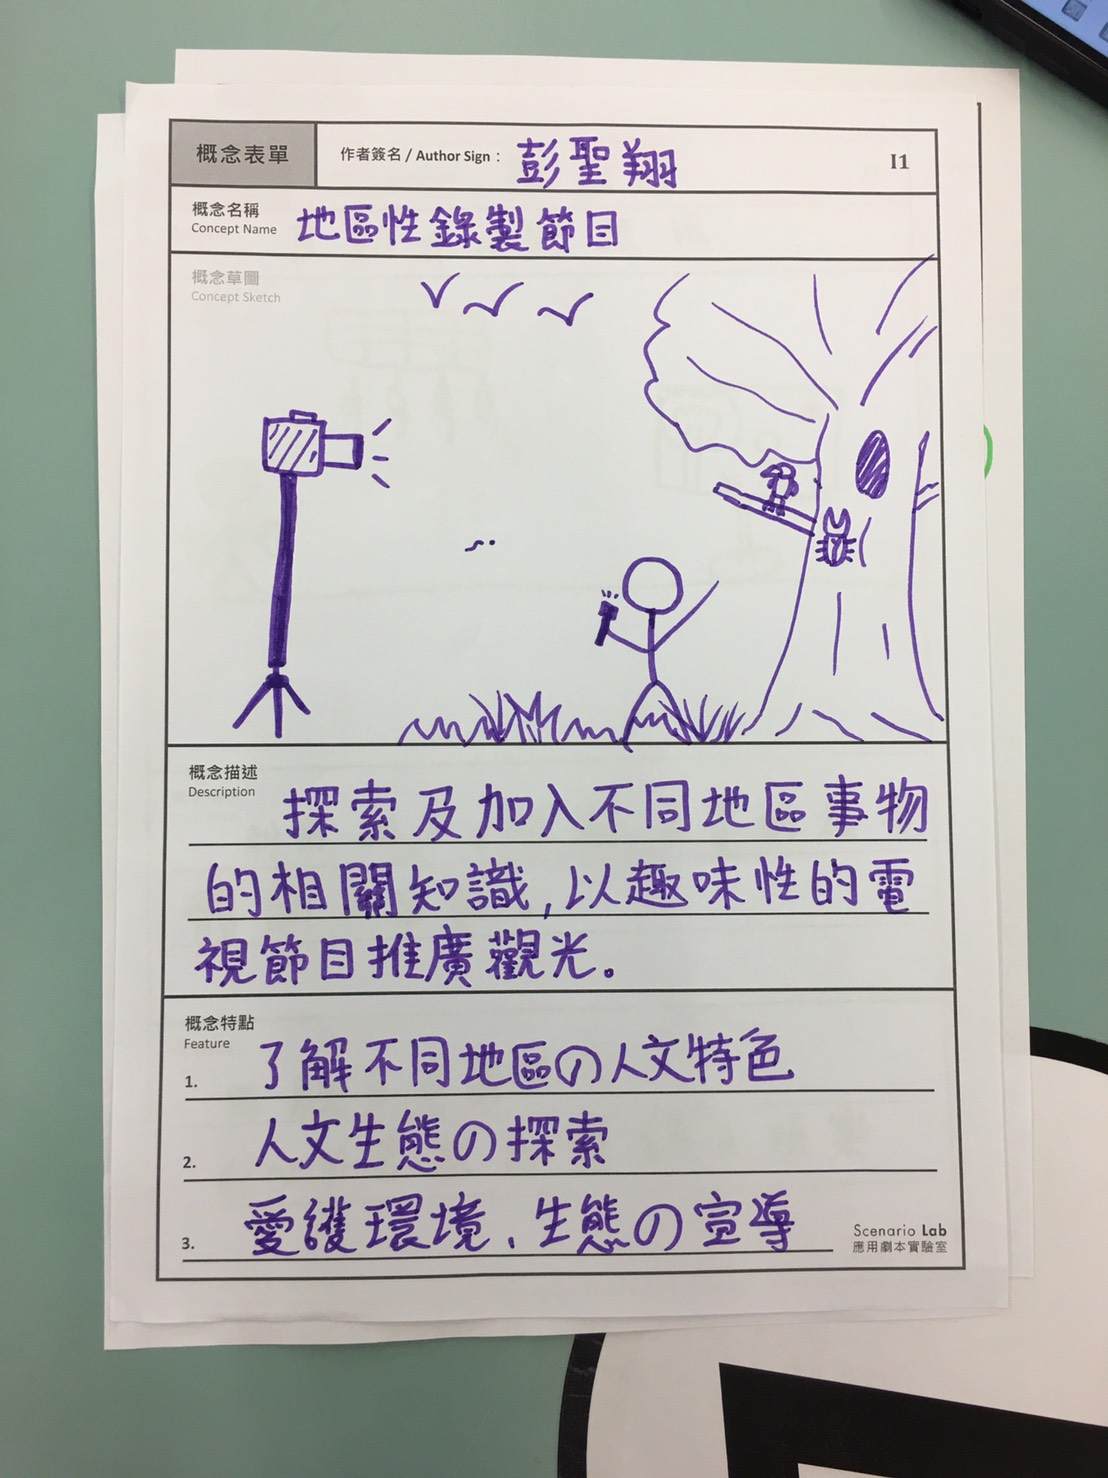 概念表單
作者簽名 / Author Sign : 彭聖翔
I1
概念名稱
Concept Name
地區性錄製節目
概念草圖
Concept Sketch
概念描述
Description
探索及加入不同地區事物
的相關知識,以趣味性的電
視節目推廣觀光。
概念特點
Feature
1. 了解不同地區の人文特色
2. 人文生態の探索
3. 愛護環境、生態の宣導
Scenario Lab
應用劇本實驗室